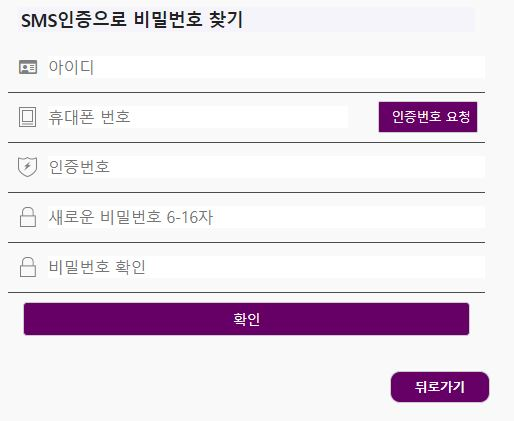 SMS인증으로 비밀번호 찾기
아이디
휴대폰 번호 인증번호 요청
인증번호
새로운 비밀번호 6-16자
비밀번호 확인
확인
뒤로가기